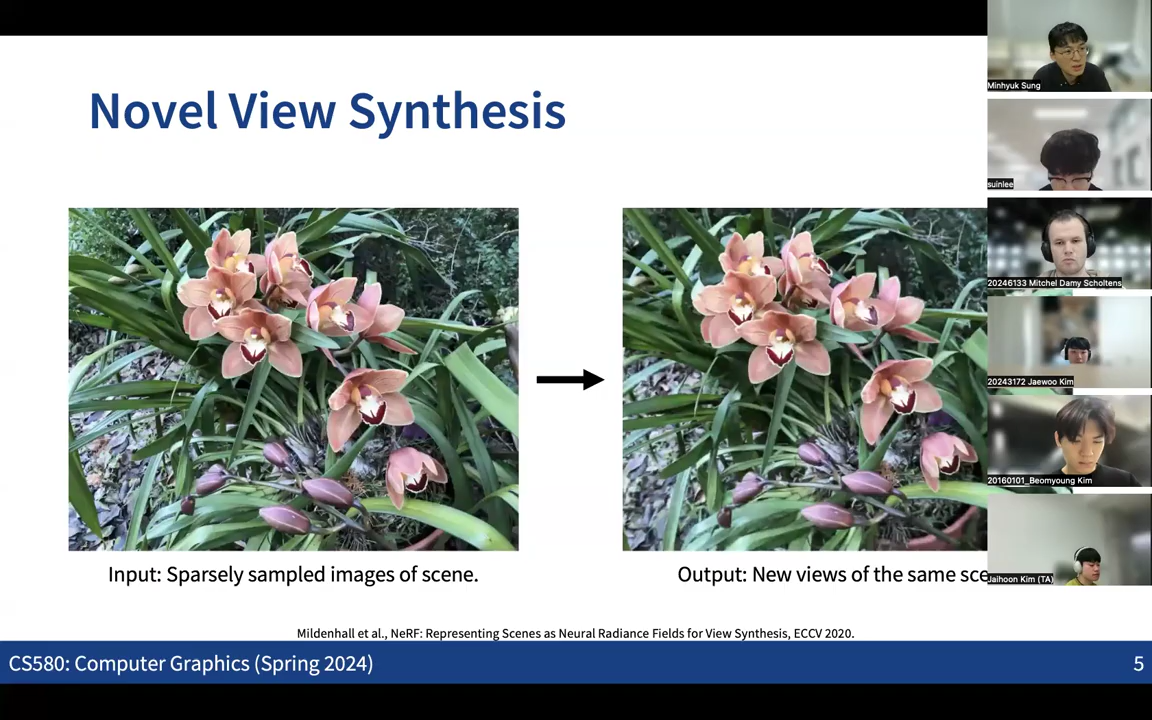 Novel View Synthesis
Input: Sparsely sampled images of scene.
Output: New views of the same sce
Mildenhall et al., NeRF: Representing Scenes as Neural Radiance Fields for View Synthesis, ECCV 2020.
CS580: Computer Graphics (Spring 2024)
5
Minhyuk Sung
suinlee
20246133 Mitchel Damy Scholtens
20243172 Jaewoo Kim
20160101_Beomyoung Kim
Jaihoon Kim (TA)